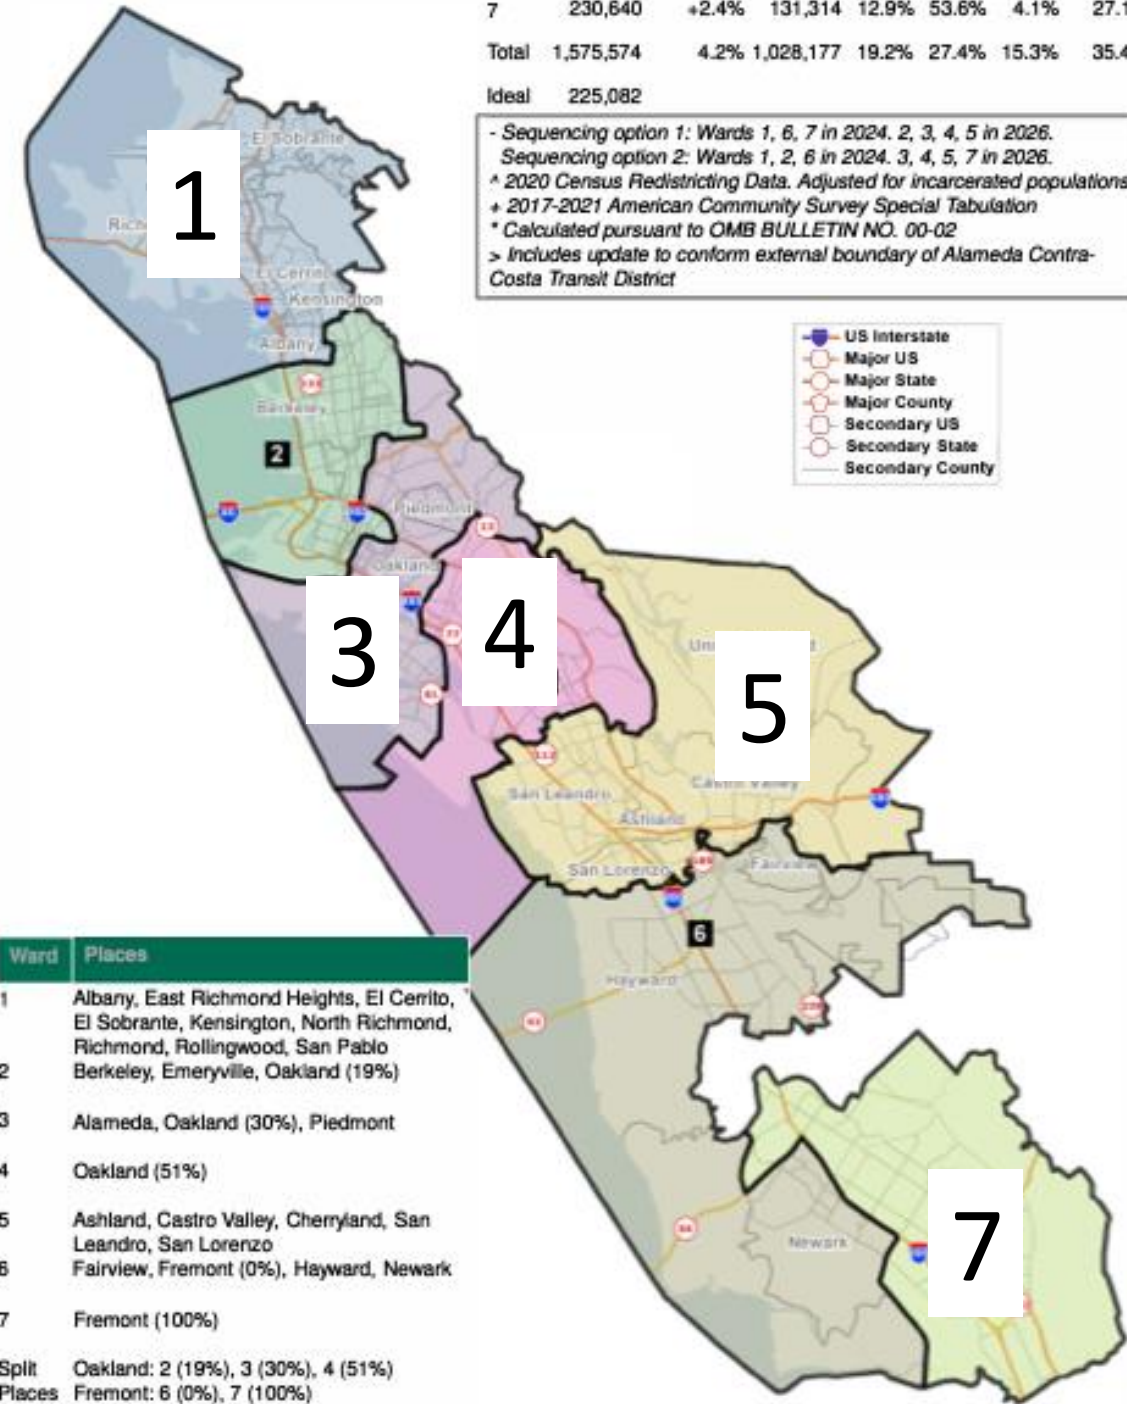 7 230,640 +2.4% 131,314 12.9% 53.6% 4.1% 27.1
Total 1,575,574 4.2% 1,028,177 19.2% 27.4% 15.3% 35.4
Ideal 225,082
- Sequencing option 1: Wards 1, 6, 7 in 2024. 2, 3, 4, 5 in 2026.
Sequencing option 2: Wards 1, 2, 6 in 2024. 3, 4, 5, 7 in 2026.
^ 2020 Census Redistricting Data. Adjusted for incarcerated populations
+ 2017-2021 American Community Survey Special Tabulation
* Calculated pursuant to OMB BULLETIN NO. 00-02
> Includes update to conform external boundary of Alameda Contra-
Costa Transit District
US Interstate
Major US
Major State
Major County
Secondary US
Secondary State
Secondary County
El Sobrante
1
Rich
El Cerrito
Kensington
Albany
Berkeley
2
Piedmont
13
Oakland
3
4
77
61
5
Un
d
112
San Leandro
Castro Valley
Ashland
San Lorenzo
Fairview
6
Hayward
92
84
Newark
7
Ward Places
1 Albany, East Richmond Heights, El Cerrito,
El Sobrante, Kensington, North Richmond,
Richmond, Rollingwood, San Pablo
2 Berkeley, Emeryville, Oakland (19%)
3 Alameda, Oakland (30%), Piedmont
4 Oakland (51%)
5 Ashland, Castro Valley, Cherryland, San
Leandro, San Lorenzo
6 Fairview, Fremont (0%), Hayward, Newark
7 Fremont (100%)
Split Oakland: 2 (19%), 3 (30%), 4 (51%)
Places Fremont: 6 (0%), 7 (100%)